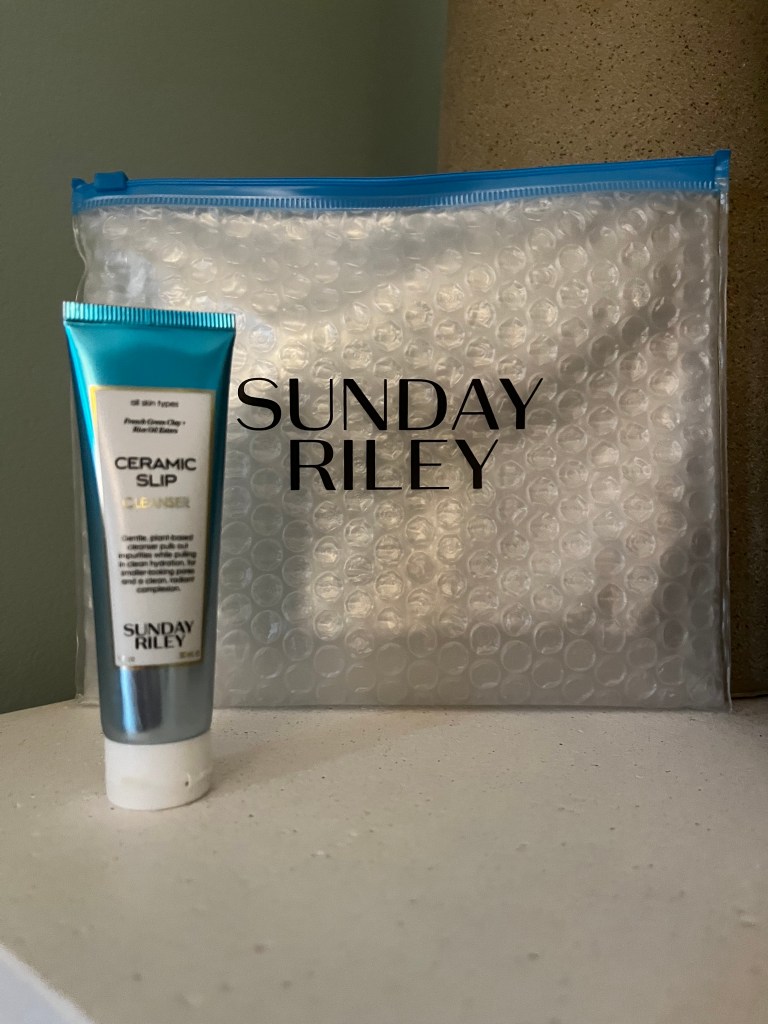 all skin types
French Green Clay +
Rice Oil Esters
CERAMIC
SLIP
CLEANSER
Gentle, plant-based
cleanser pulls out
impurities while pulling
in clean hydration, for
smaller-looking pores
and a clean, radiant
complexion.
SUNDAY
RILEY
SUNDAY
RILEY